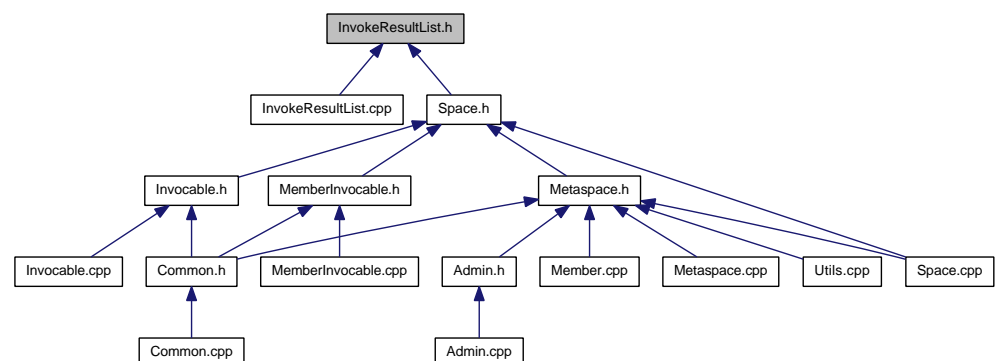 InvokeResultList.h
InvokeResultList.cpp
Space.h
Invocable.h
MemberInvocable.h
Metaspace.h
Invocable.cpp
Common.h
MemberInvocable.cpp
Admin.h
Member.cpp
Metaspace.cpp
Utils.cpp
Space.cpp
Common.cpp
Admin.cpp